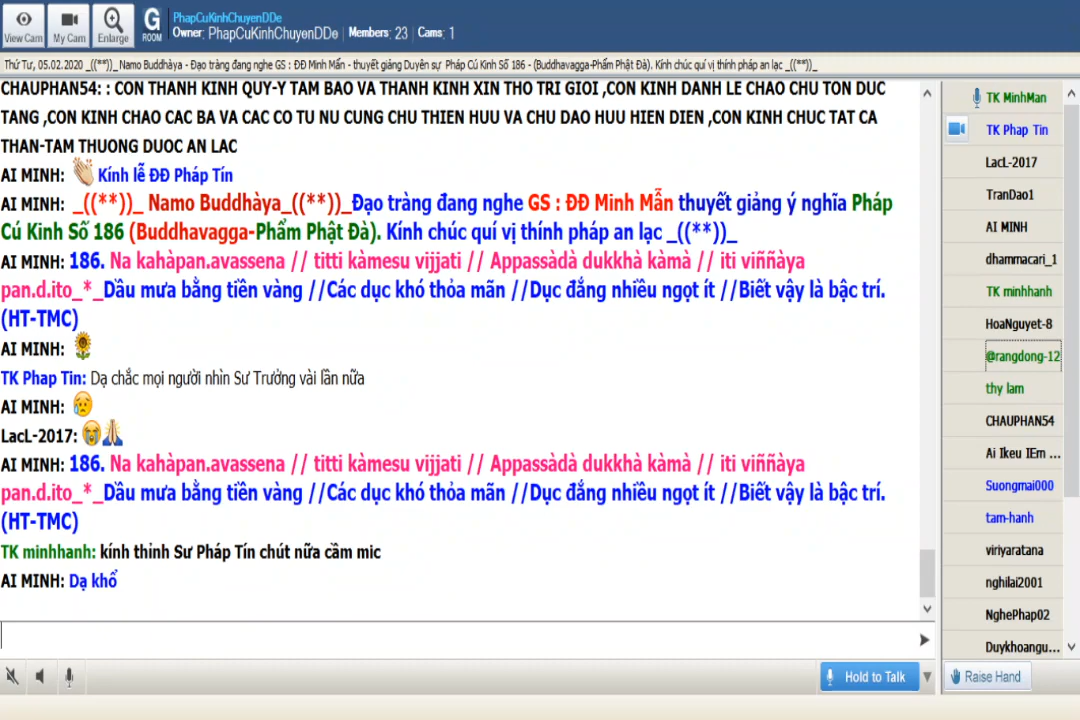 View Cam
My Cam
Enlarge
G
ROOM
PhapCuKinhChuyenDDe
Owner: PhapCuKinhChuyenDDe Members: 23 Cams: 1
Thứ Tư, 05.02.2020 _((**))_ Namo Buddhàya - Đạo tràng đang nghe GS : ĐĐ Minh Mẩn - thuyết giảng Duyên sự Pháp Cú Kinh Số 186 - (Buddhavagga-Phẩm Phật Đà). Kính chúc quí vị thính pháp an lạc _((**))_
CHAUPHAN54: : CON THANH KINH QUY-Y TAM BAO VA THANH KINH XIN THO TRI GIOI ,CON KINH DANH LE CHAO CHU TON DUC
TANG ,CON KINH CHAO CAC BA VA CAC CO TU NU CUNG CHU THIEN HUU VA CHU DAO HUU HIEN DIEN ,CON KINH CHUC TAT CA
THAN-TAM THUONG DUOC AN LAC
AI MINH: Kính lễ ĐĐ Pháp Tín
AI MINH: _((**))_ Namo Buddhàya_((**))_Đạo tràng đang nghe GS : ĐĐ Minh Mẫn thuyết giảng ý nghĩa Pháp
Cú Kinh Số 186 (Buddhavagga-Phẩm Phật Đà). Kính chúc quí vị thính pháp an lạc _((**))_
AI MINH: 186. Na kahàpan.avassena // titti kàmesu vijjati // Appassàdà dukkhà kàmà // iti viññàya
pan.d.ito_*_Dầu mưa bằng tiền vàng //Các dục khó thỏa mãn //Dục đắng nhiều ngọt ít //Biết vậy là bậc trí.
(HT-TMC)
AI MINH:
TK Phap Tin: Dạ chắc mọi người nhìn Sư Trưởng vài lần nữa
AI MINH:
LacL-2017:
AI MINH: 186. Na kahàpan.avassena // titti kàmesu vijjati // Appassàdà dukkhà kàmà // iti viññàya
pan.d.ito_*_Dầu mưa bằng tiền vàng //Các dục khó thỏa mãn //Dục đắng nhiều ngọt ít //Biết vậy là bậc trí.
(HT-TMC)
TK minhhanh: kính thỉnh Sư Pháp Tín chút nữa cầm mic
AI MINH: Dạ khổ
Hold to Talk
TK MinhMan
TK Phap Tin
LacL-2017
TranDao1
AI MINH
dhammacari_1
TK minhhanh
HoaNguyet-8
@rangdong-12
thy lam
CHAUPHAN54
Ai Ikeu IEm ...
Suongmai000
tam-hanh
viriyaratana
nghilai2001
NghePhap02
Duykhoangu...
Raise Hand